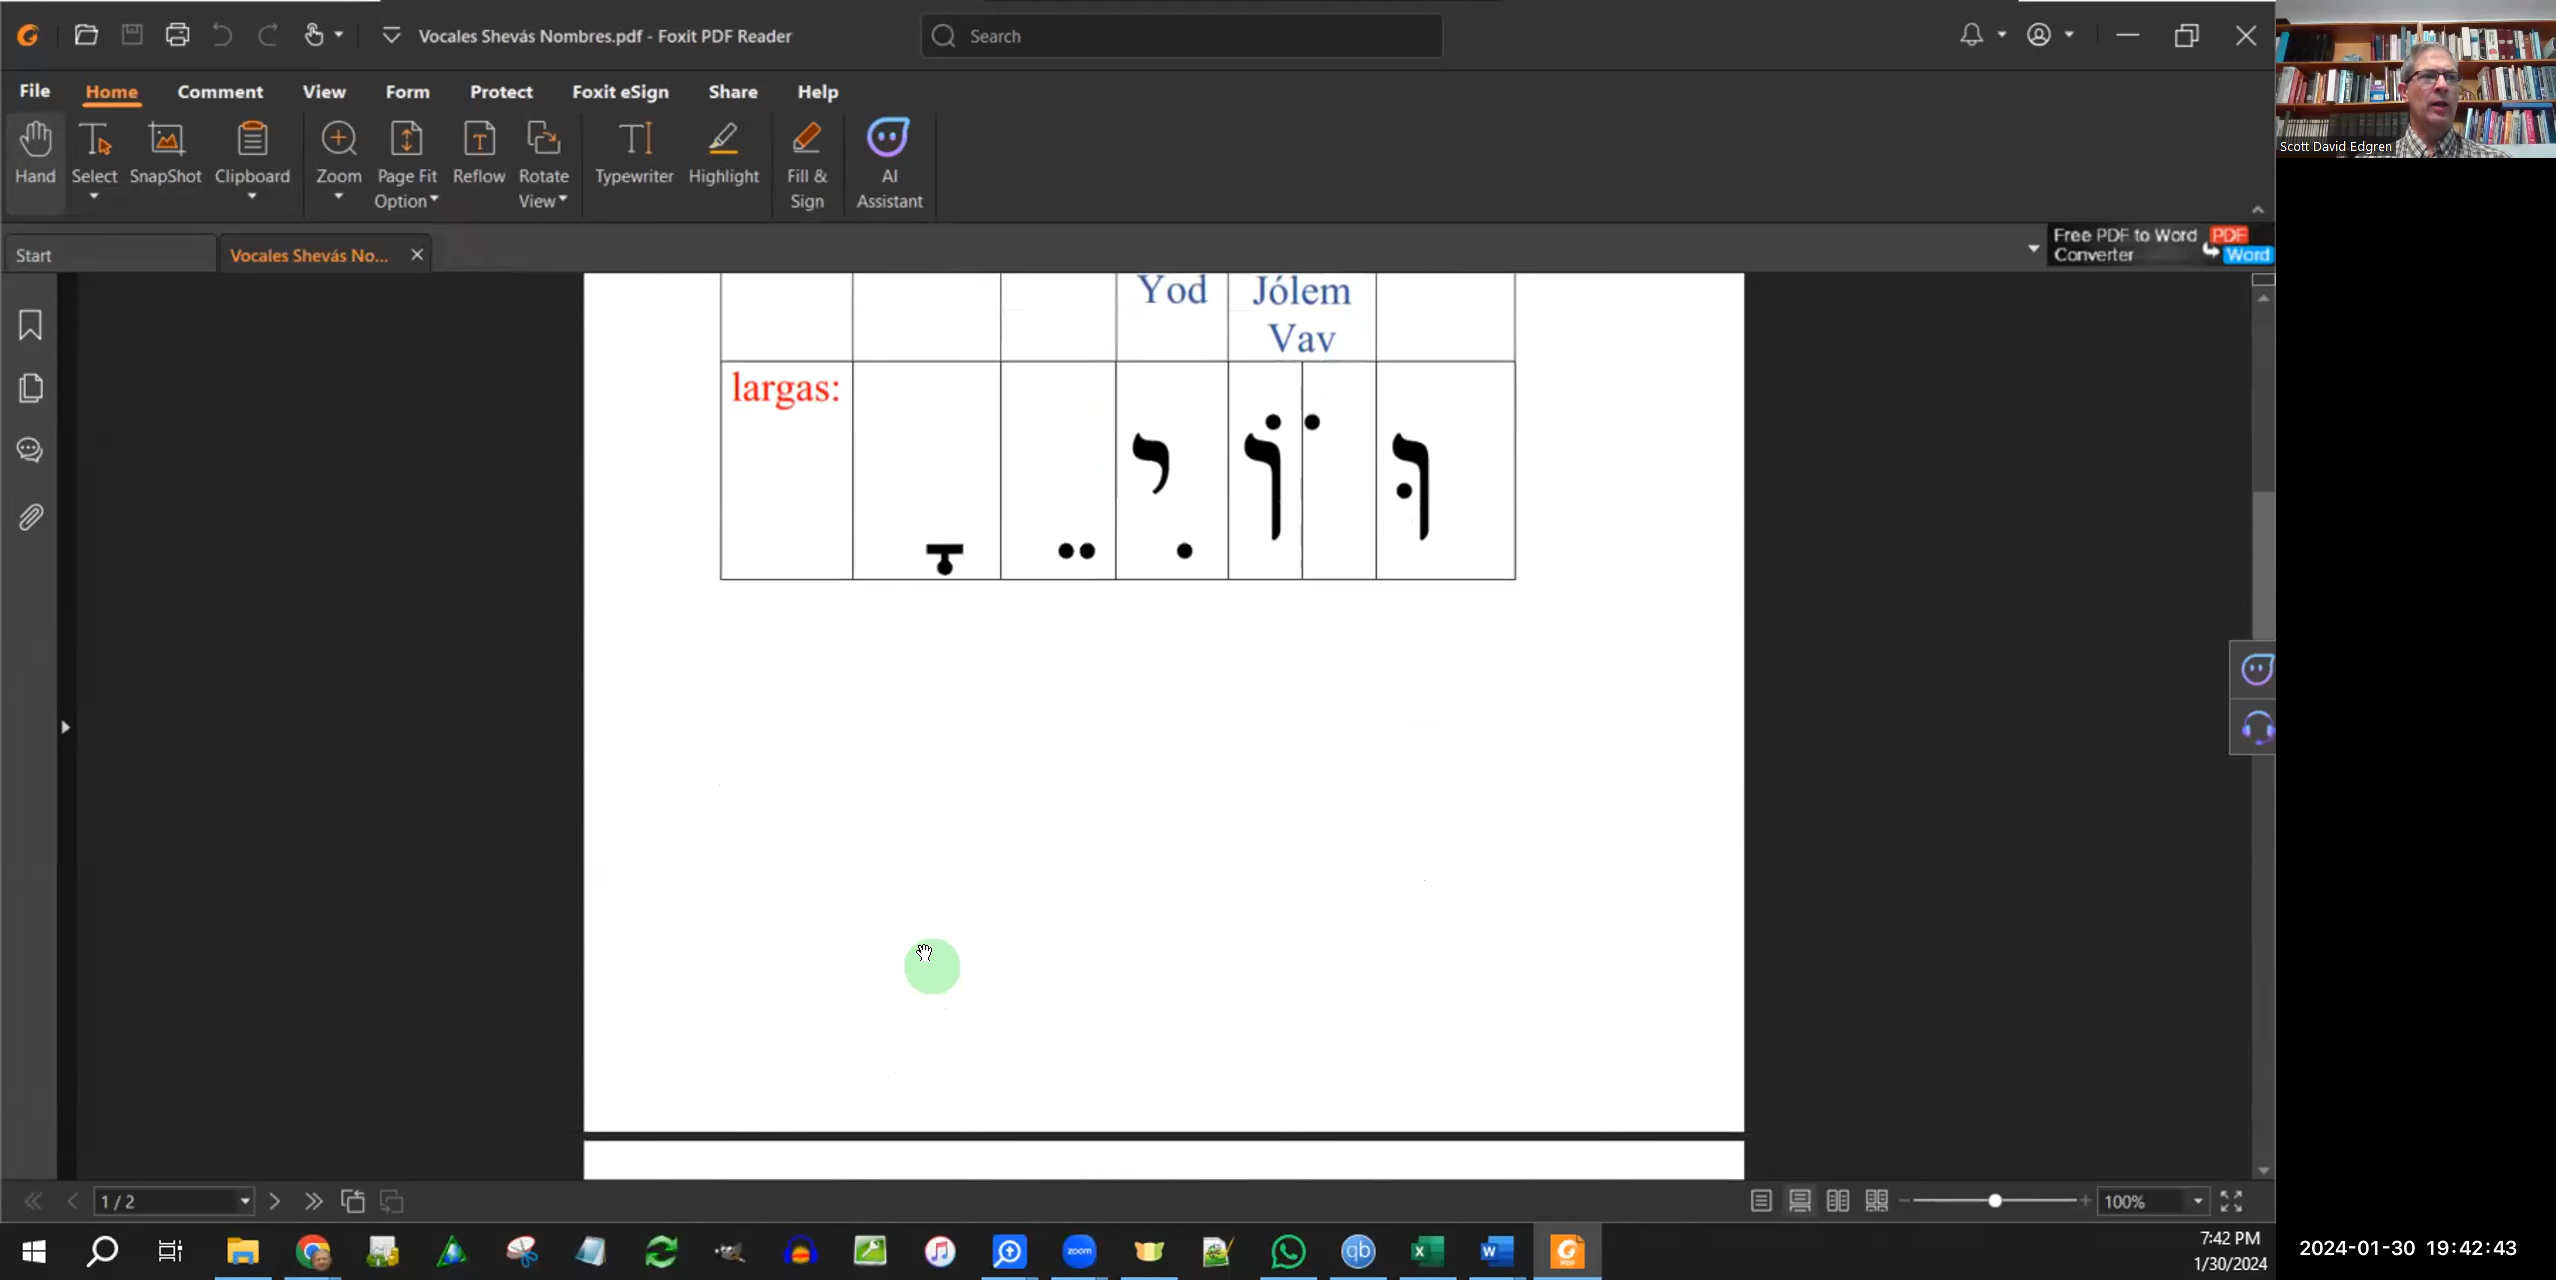 Vocales Shevás Nombres.pdf - Foxit PDF Reader
Search
File Home Comment View Form Protect Foxit eSign Share Help
Hand Select SnapShot Clipboard Zoom Page Fit Option Reflow Rotate View Typewriter Highlight Fill & Sign AI Assistant
Start
Vocales Shevás No...
Free PDF to Word Converter
PDF
Word
Yod
Jólem
Vav
largas:
ָ ֵ ִי וֹ ֹ וּ
1 / 2
100%
zoom
qb
7:42 PM
1/30/2024
Scott David Edgren
2024-01-30 19:42:43